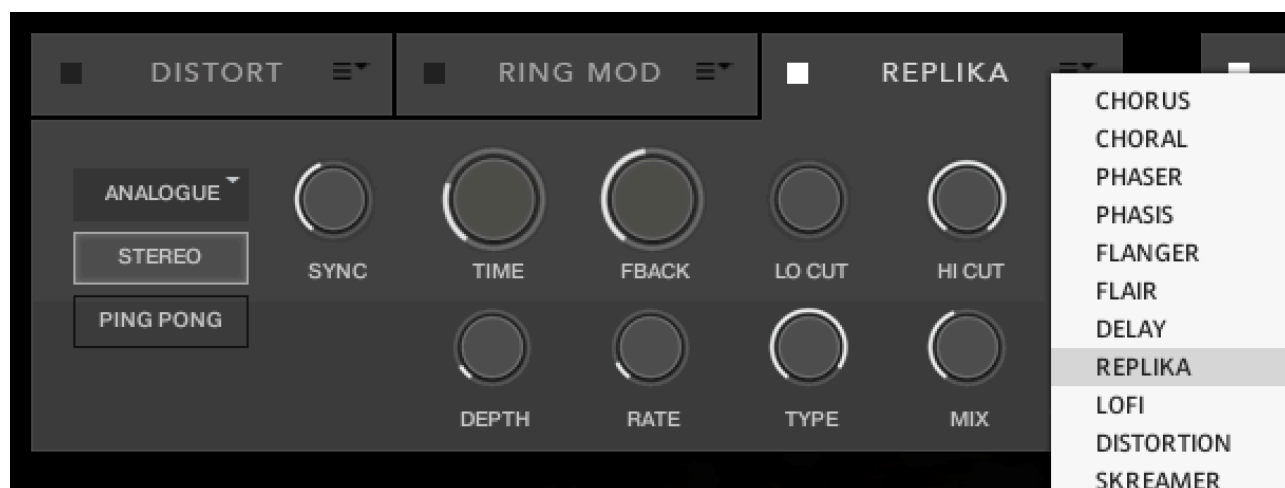 DISTORT
RING MOD
REPLIKA
ANALOGUE
STEREO
PING PONG
SYNC
TIME
FBACK
LO CUT
HI CUT
DEPTH
RATE
TYPE
MIX
CHORUS
CHORAL
PHASER
PHASIS
FLANGER
FLAIR
DELAY
REPLIKA
LOFI
DISTORTION
SKREAMER